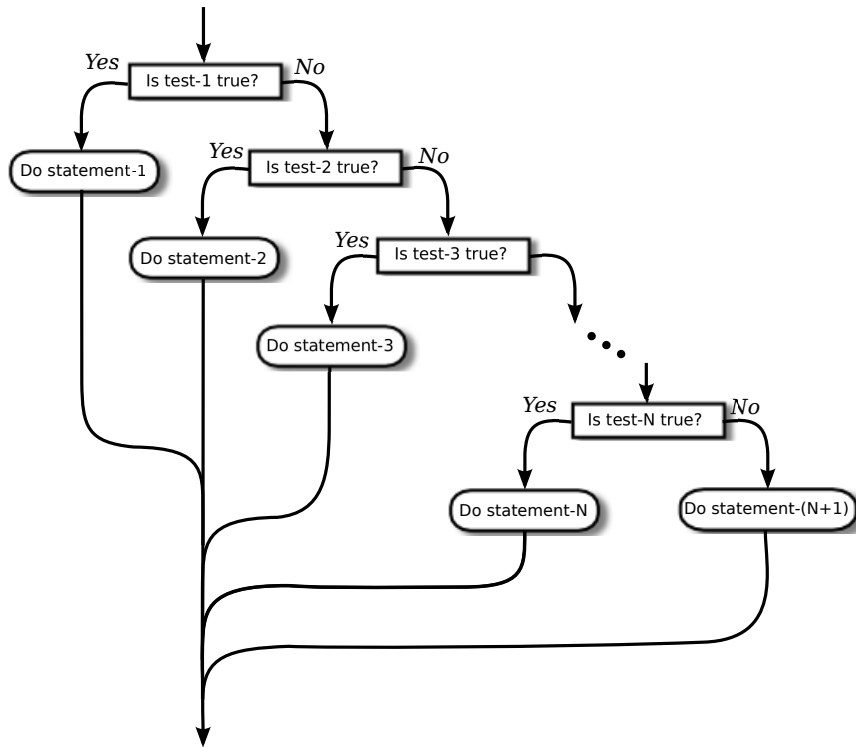 Yes
Is test-1 true?
No
Do statement-1
Yes
Is test-2 true?
No
Do statement-2
Yes
Is test-3 true?
Do statement-3
Yes
Is test-N true?
No
Do statement-N
Do statement-(N+1)